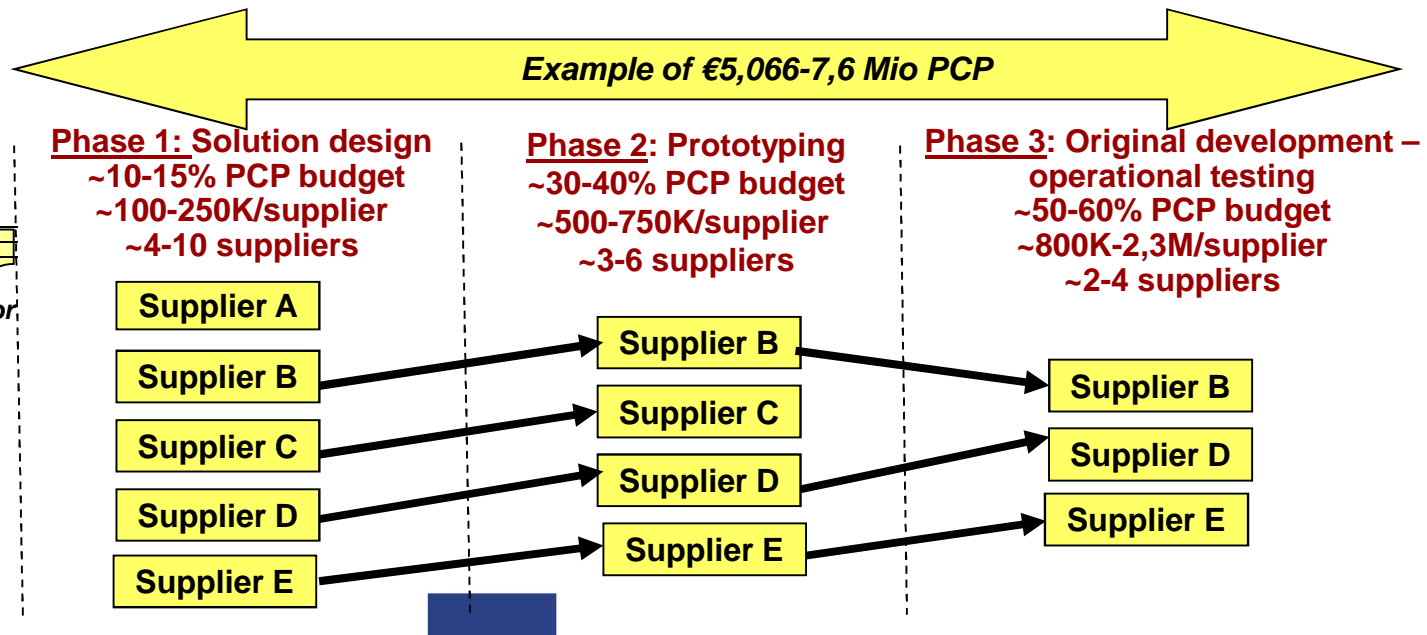 Example of €5,066-7,6 Mio PCP
Phase 1: Solution design
~10-15% PCP budget
~100-250K/supplier
~4-10 suppliers
Phase 2: Prototyping
~30-40% PCP budget
~500-750K/supplier
~3-6 suppliers
Phase 3: Original development –
operational testing
~50-60% PCP budget
~800K-2,3M/supplier
~2-4 suppliers
Supplier A
Supplier B
Supplier C
Supplier D
Supplier E
Supplier B
Supplier C
Supplier D
Supplier E
Supplier B
Supplier D
Supplier E